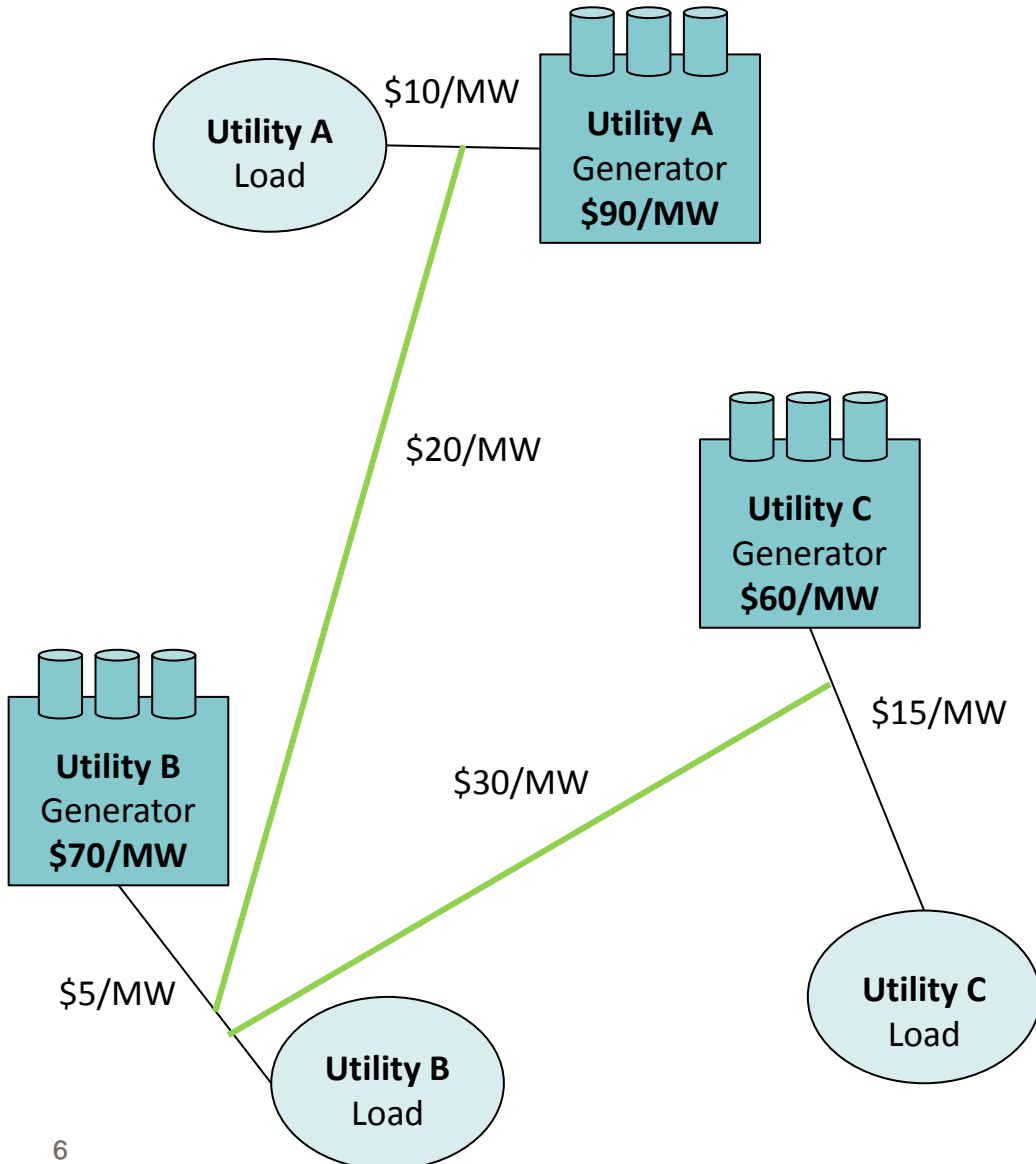 $10/MW
Utility A
Load
Utility A
Generator
$90/MW
$20/MW
Utility C
Generator
$60/MW
$15/MW
Utility B
Generator
$70/MW
$30/MW
$5/MW
Utility C
Load
Utility B
Load
6